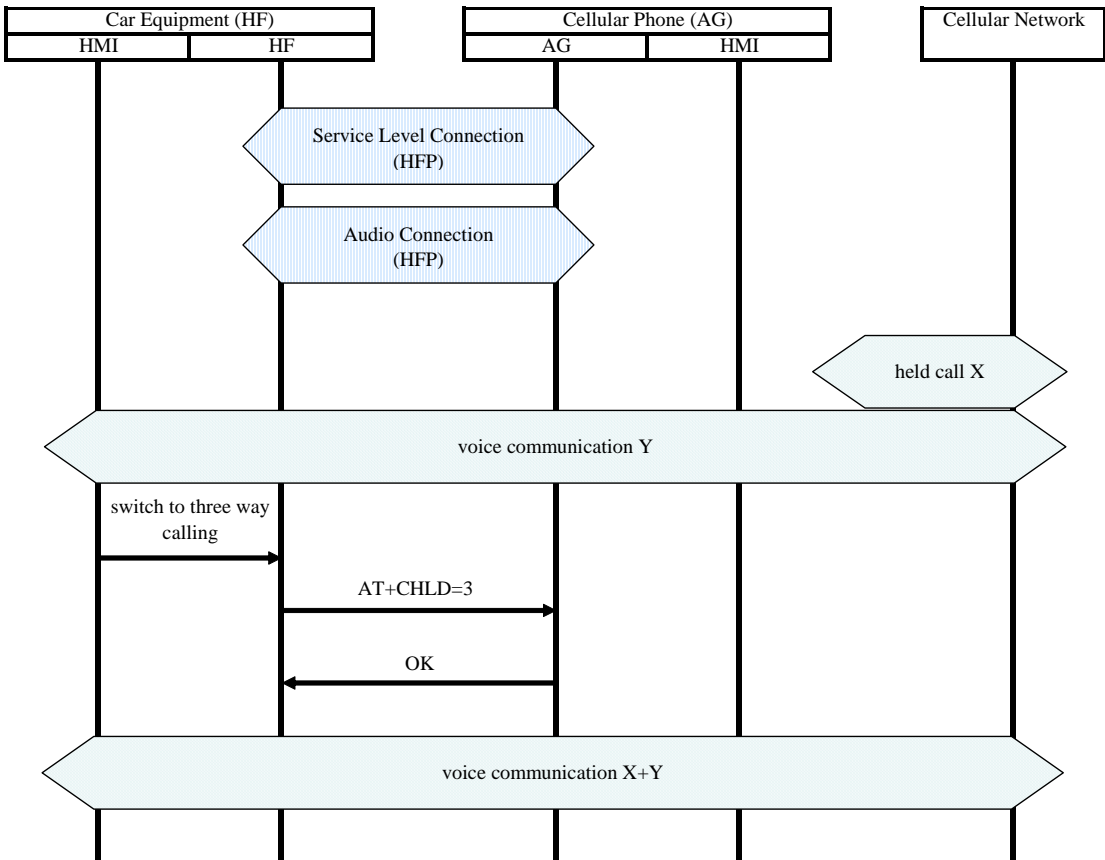 Car Equipment (HF)
Cellular Phone (AG)
Cellular Network
HMI
HF
AG
HMI
Service Level Connection
(HFP)
Audio Connection
(HFP)
held call X
voice communication Y
switch to three way
calling
AT+CHLD=3
OK
voice communication X+Y